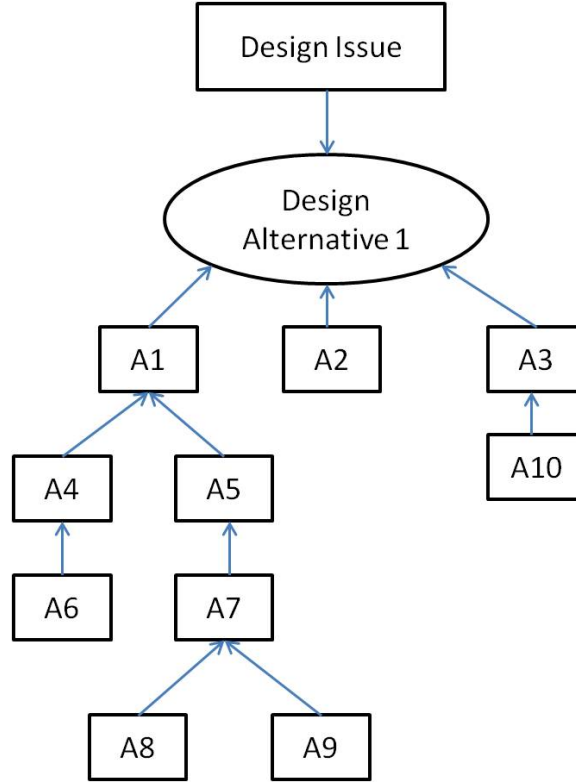 Design Issue
Design
Alternative 1
A1
A2
A3
A10
A4
A5
A6
A7
A8
A9